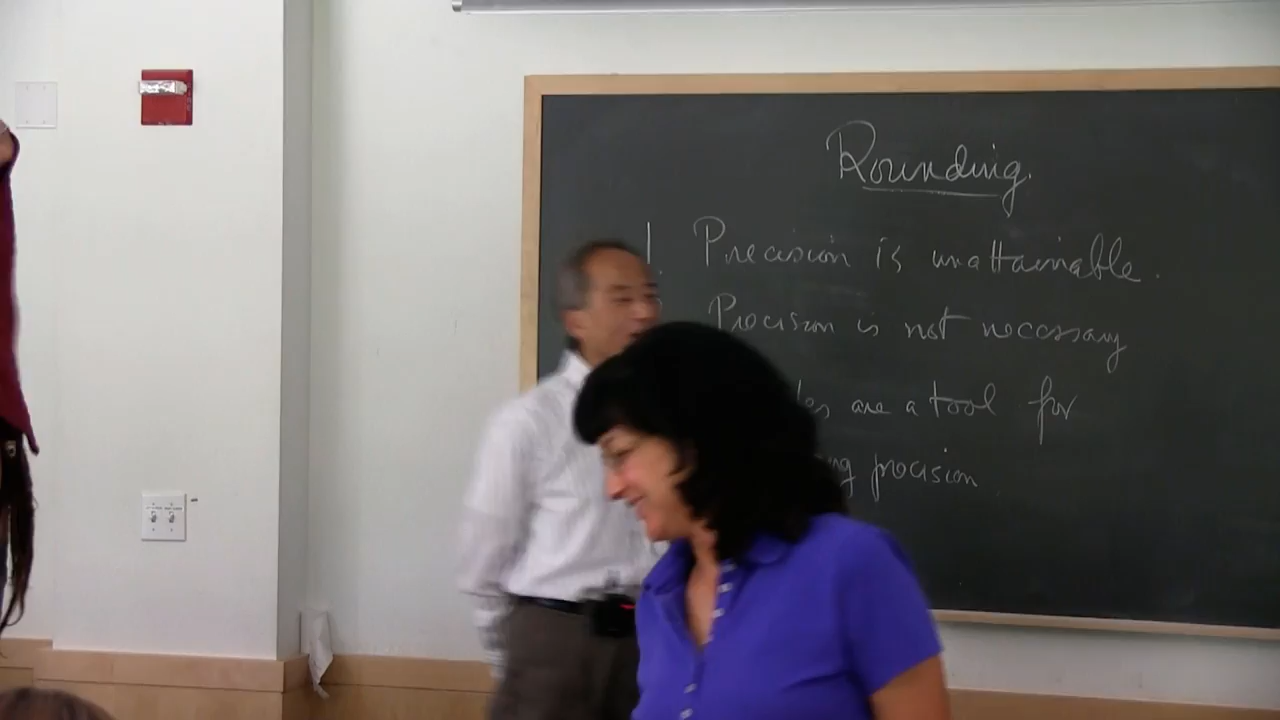 Rounding.
1. Precision is unattainable.
Precision is not necessary
are a tool for
precision